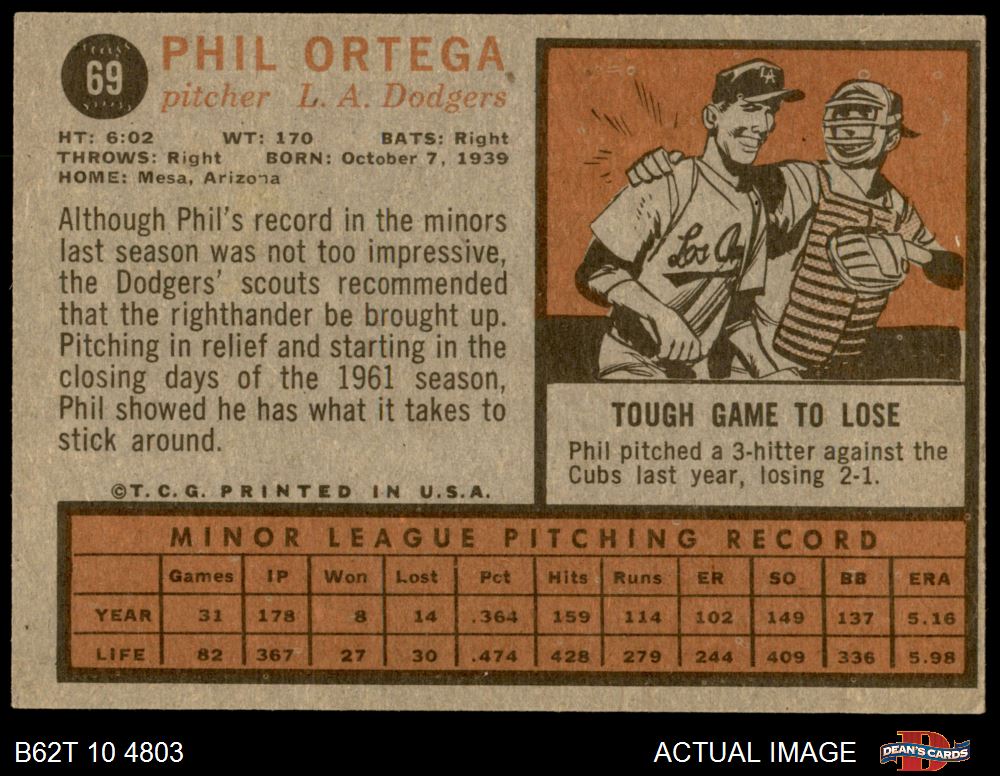 69
PHIL ORTEGA
pitcher L. A. Dodgers
HT: 6:02 WT: 170 BATS: Right
THROWS: Right BORN: October 7, 1939
HOME: Mesa, Arizona
Although Phil's record in the minors
last season was not too impressive,
the Dodgers' scouts recommended
that the righthander be brought up.
Pitching in relief and starting in the
closing days of the 1961 season,
Phil showed he has what it takes to
stick around.
©T.C.G. PRINTED IN U.S.A.
LA
Los An
TOUGH GAME TO LOSE
Phil pitched a 3-hitter against the
Cubs last year, losing 2-1.
MINOR LEAGUE PITCHING RECORD
Games IP Won Lost Pct Hits Runs ER SO BB ERA
YEAR 31 178 8 14 .364 159 114 102 149 137 5.16
LIFE 82 367 27 30 .474 428 279 244 409 336 5.98
B62T 10 4803
ACTUAL IMAGE
D
DEAN'S CARDS